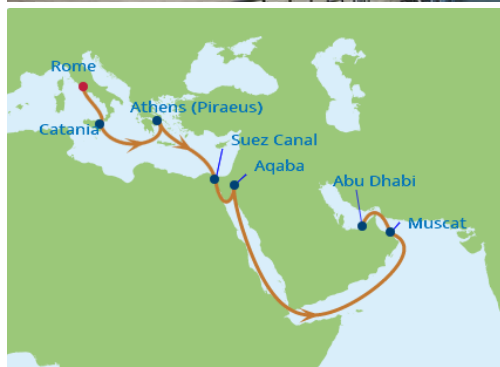 Rome
Athens (Piraeus)
Catania
Suez Canal
Aqaba
Abu Dhabi
Muscat